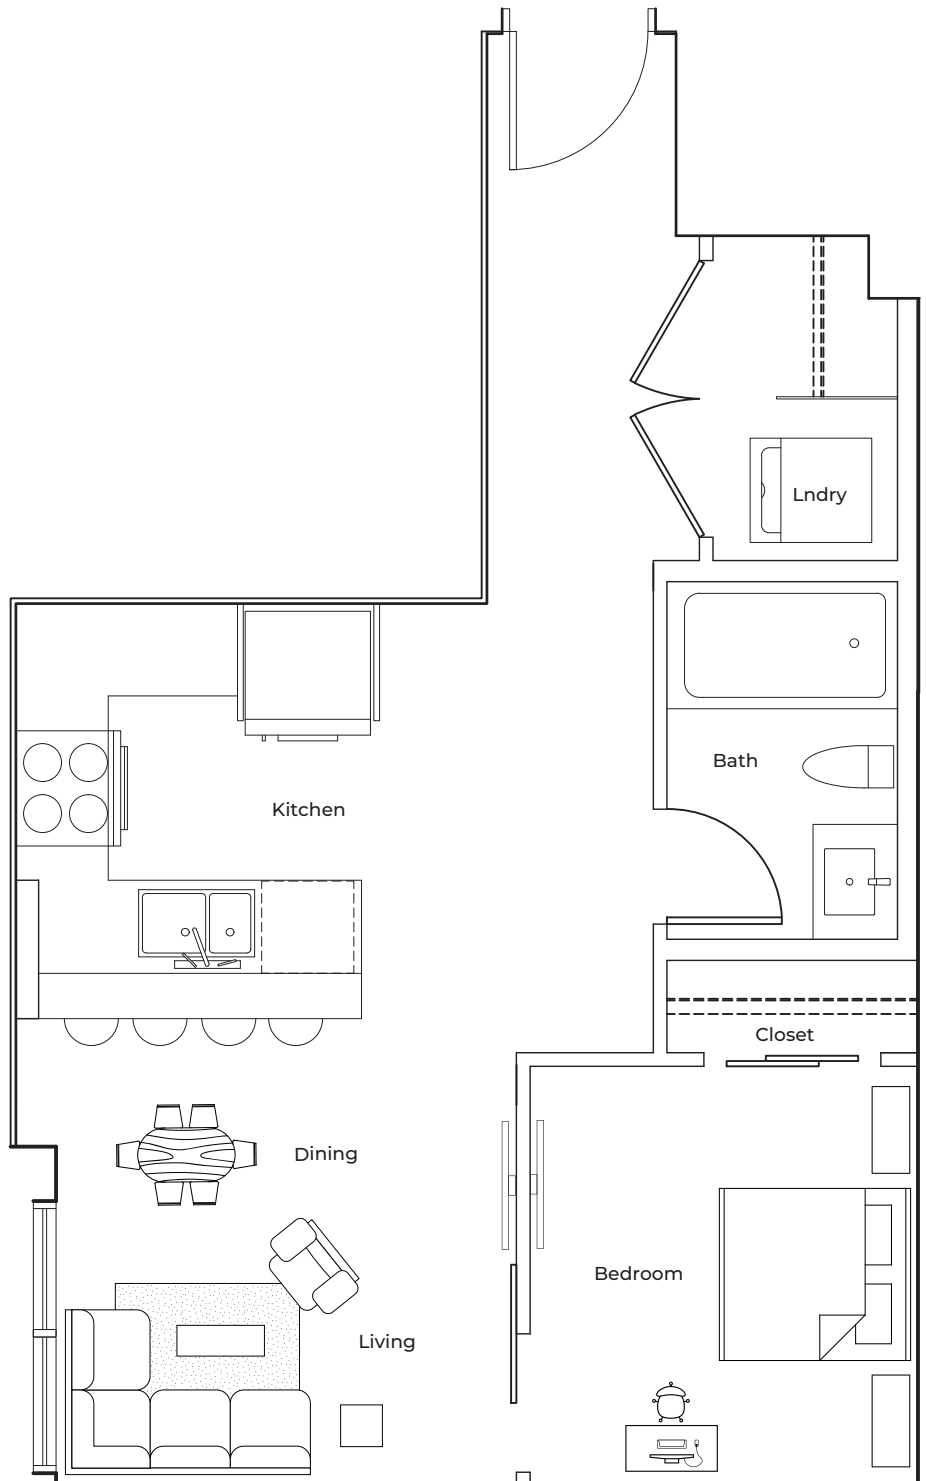 Lndry
Bath
Kitchen
Closet
Dining
Bedroom
Living